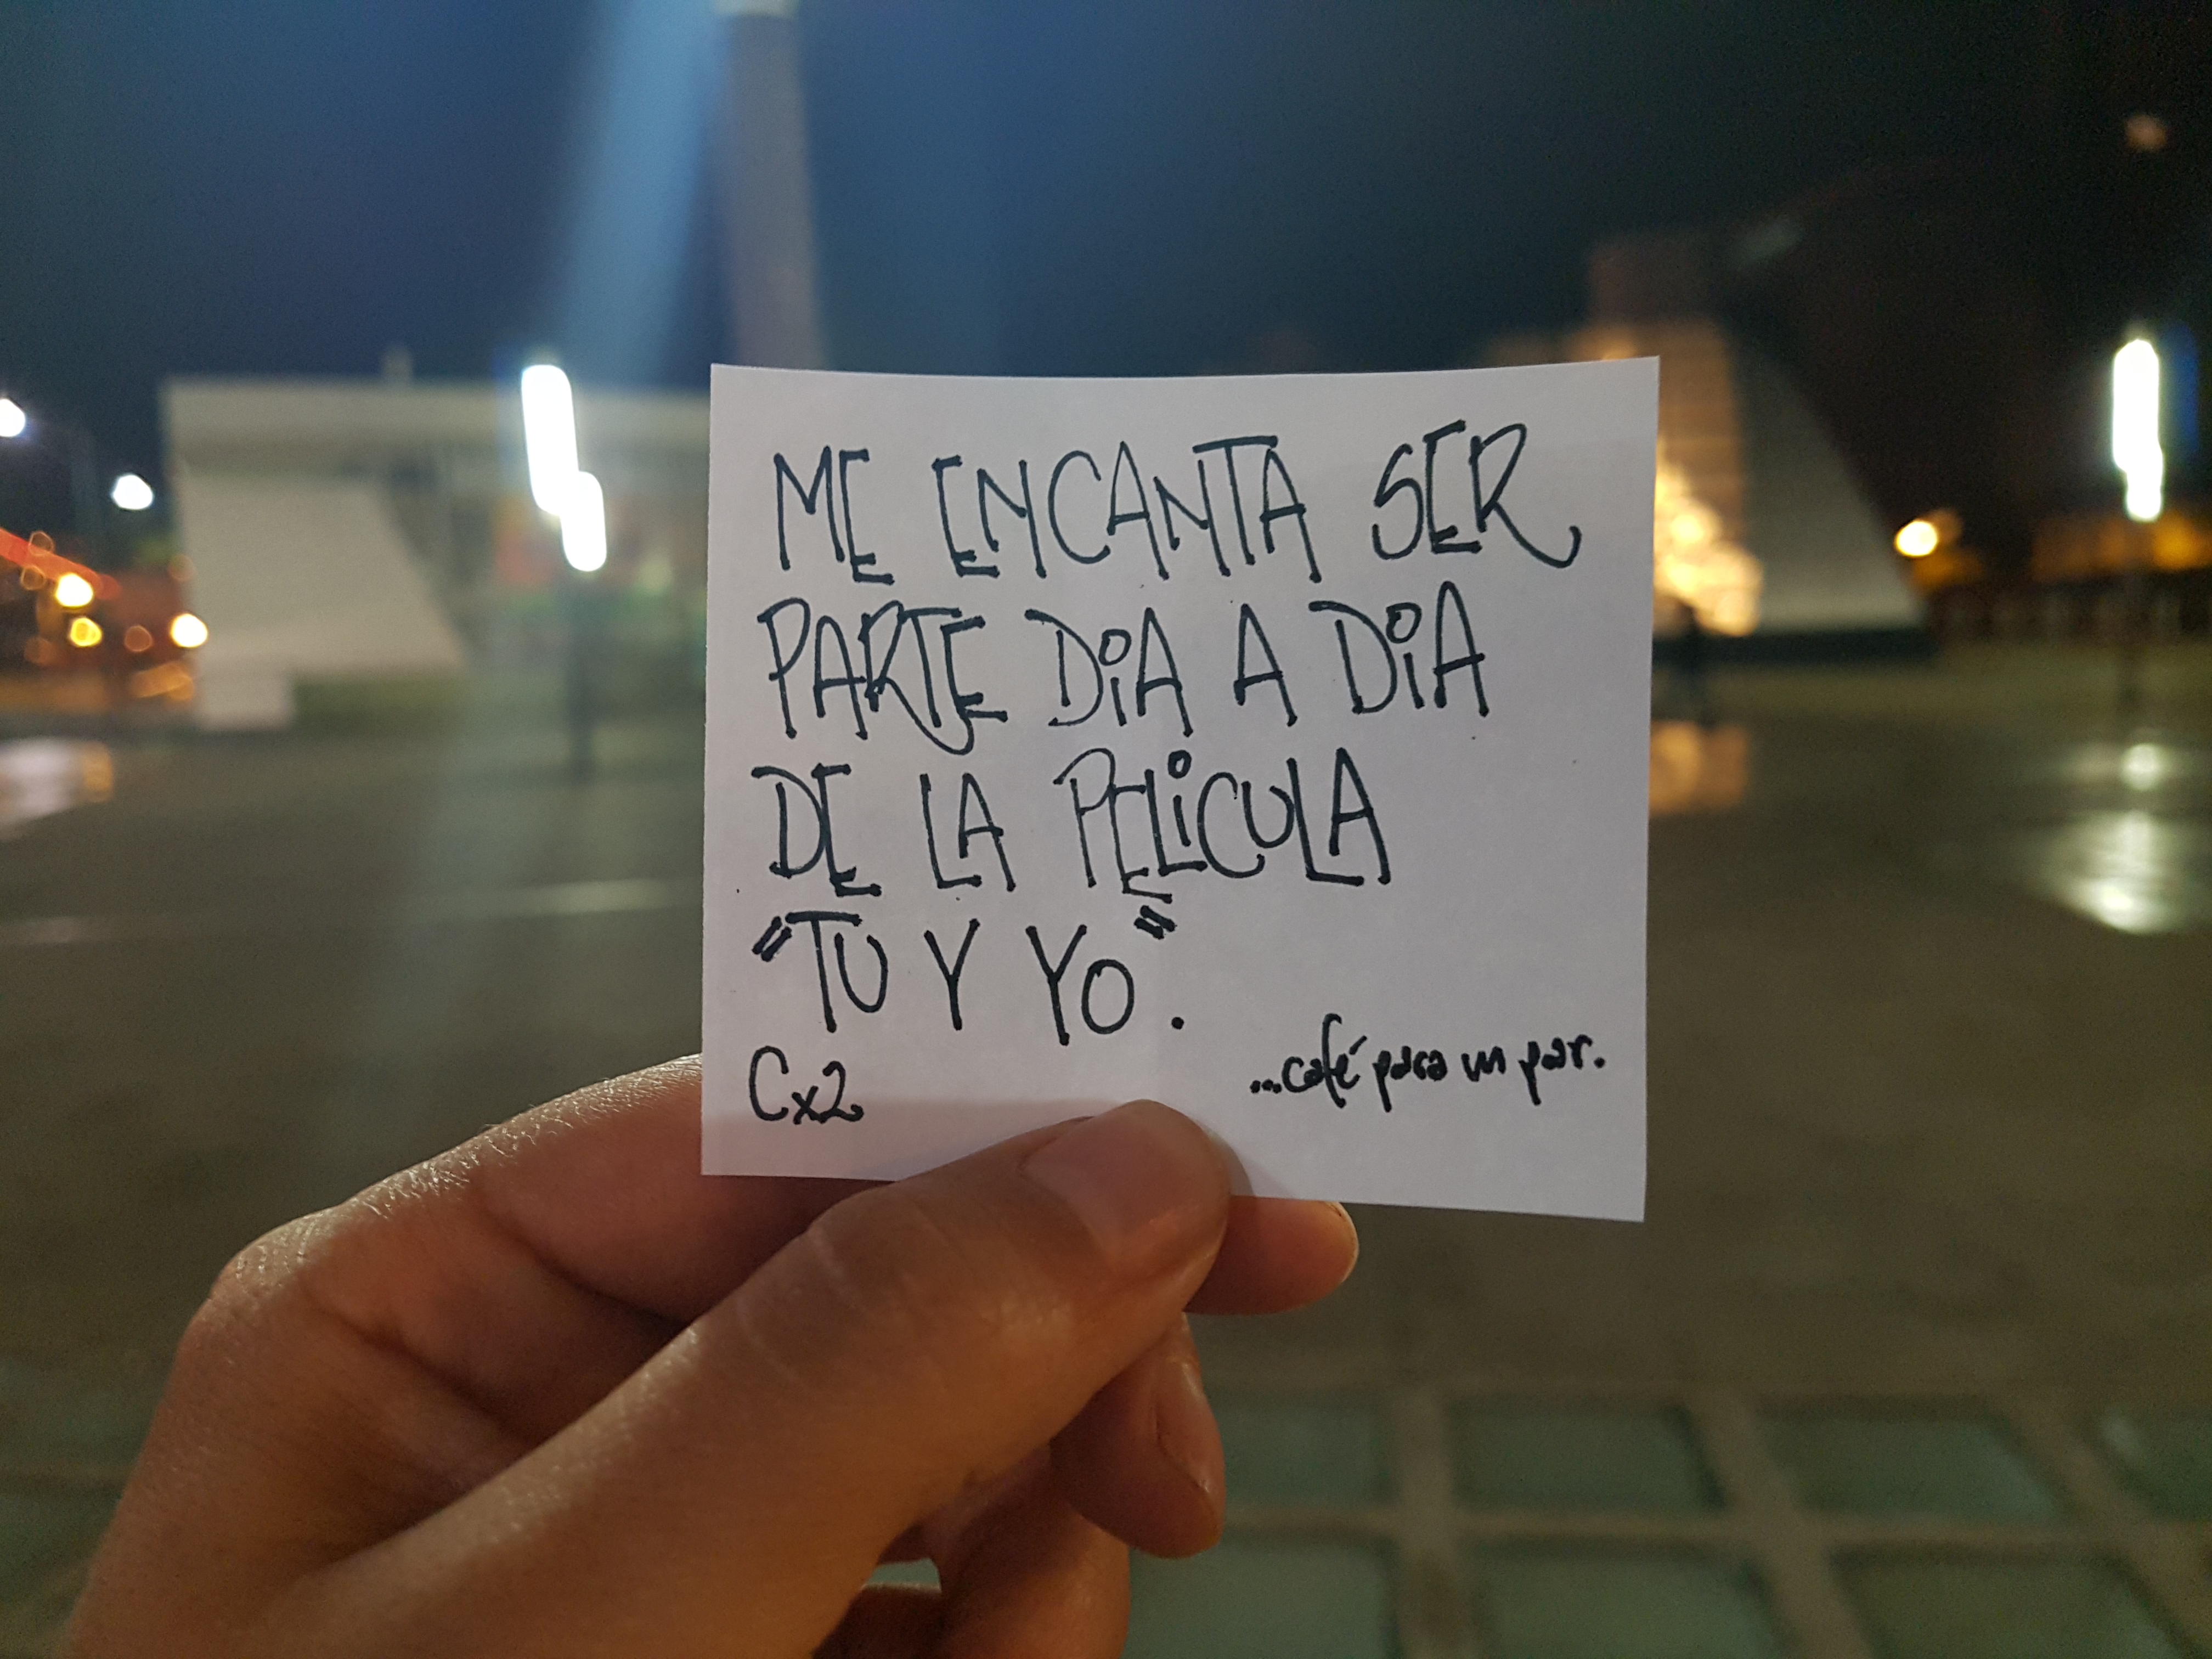 ME ENCANTA SER
PARTE DiA A DiA
DE LA PELiCULA
"TU Y YO".
Cx2
...café para un par.